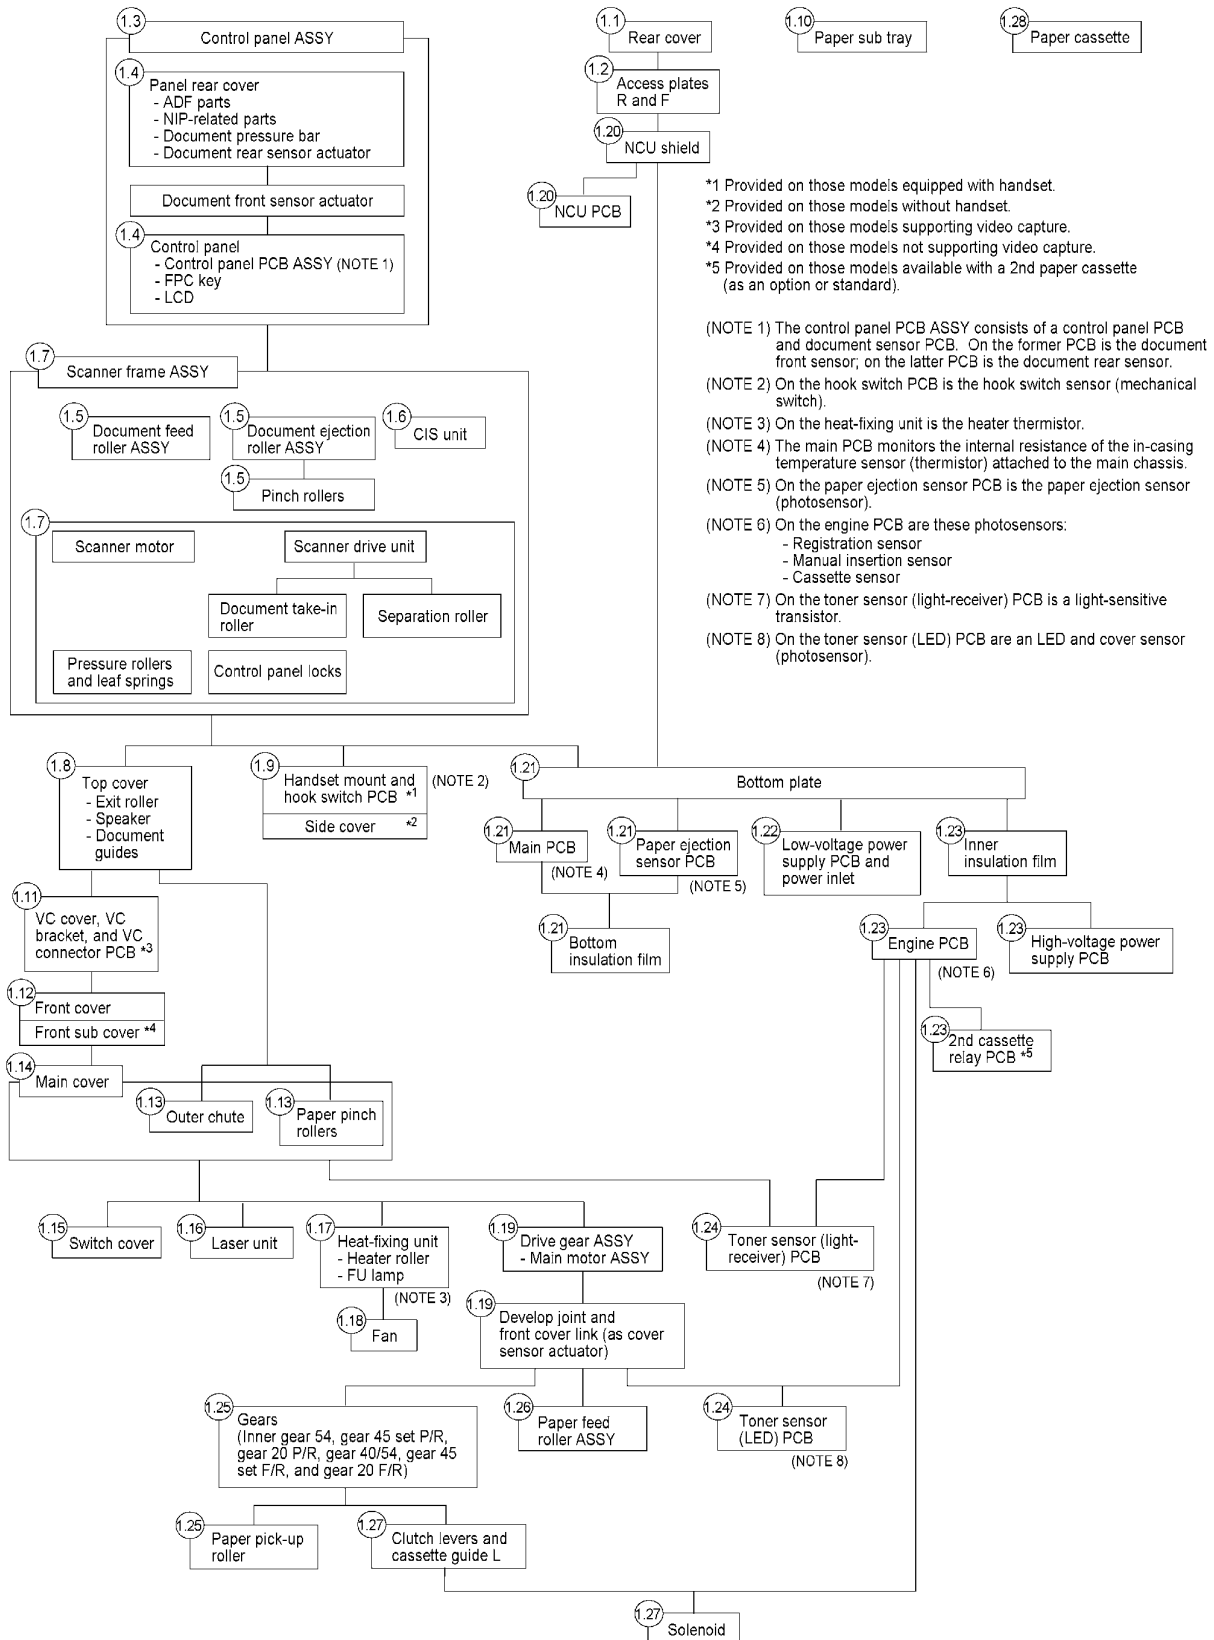 1.3
Control panel ASSY
1.4
Panel rear cover
- ADF parts
- NIP-related parts
- Document pressure bar
- Document rear sensor actuator
Document front sensor actuator
1.4
Control panel
- Control panel PCB ASSY (NOTE 1)
- FPC key
- LCD
1.1
Rear cover
1.2
Access plates
R and F
1.20
NCU shield
1.20
NCU PCB
1.10
Paper sub tray
1.28
Paper cassette
*1 Provided on those models equipped with handset.
*2 Provided on those models without handset.
*3 Provided on those models supporting video capture.
*4 Provided on those models not supporting video capture.
*5 Provided on those models available with a 2nd paper cassette
(as an option or standard).
(NOTE 1) The control panel PCB ASSY consists of a control panel PCB
and document sensor PCB. On the former PCB is the document
front sensor; on the latter PCB is the document rear sensor.
(NOTE 2) On the hook switch PCB is the hook switch sensor (mechanical
switch).
(NOTE 3) On the heat-fixing unit is the heater thermistor.
(NOTE 4) The main PCB monitors the internal resistance of the in-casing
temperature sensor (thermistor) attached to the main chassis.
(NOTE 5) On the paper ejection sensor PCB is the paper ejection sensor
(photosensor).
(NOTE 6) On the engine PCB are these photosensors:
- Registration sensor
- Manual insertion sensor
- Cassette sensor
(NOTE 7) On the toner sensor (light-receiver) PCB is a light-sensitive
transistor.
(NOTE 8) On the toner sensor (LED) PCB are an LED and cover sensor
(photosensor).
1.7
Scanner frame ASSY
1.5
Document feed
roller ASSY
1.5
Document ejection
roller ASSY
1.6
CIS unit
1.5
Pinch rollers
1.7
Scanner motor
Scanner drive unit
Document take-in
roller
Separation roller
Pressure rollers
and leaf springs
Control panel locks
1.8
Top cover
- Exit roller
- Speaker
- Document
guides
1.9
Handset mount and
hook switch PCB *1
(NOTE 2)
Side cover *2
1.21
Bottom plate
1.21
Main PCB
(NOTE 4)
1.21
Paper ejection
sensor PCB
(NOTE 5)
1.22
Low-voltage power
supply PCB and
power inlet
1.23
Inner
insulation film
1.11
VC cover, VC
bracket, and VC
connector PCB *3
1.21
Bottom
insulation film
1.23
Engine PCB
(NOTE 6)
1.23
High-voltage power
supply PCB
1.12
Front cover
Front sub cover *4
1.23
2nd cassette
relay PCB *5
1.14
Main cover
1.13
Outer chute
1.13
Paper pinch
rollers
1.15
Switch cover
1.16
Laser unit
1.17
Heat-fixing unit
- Heater roller
- FU lamp
(NOTE 3)
1.18
Fan
1.19
Drive gear ASSY
- Main motor ASSY
1.24
Toner sensor (light-
receiver) PCB
(NOTE 7)
1.19
Develop joint and
front cover link (as cover
sensor actuator)
1.25
Gears
(Inner gear 54, gear 45 set P/R,
gear 20 P/R, gear 40/54, gear 45
set F/R, and gear 20 F/R)
1.26
Paper feed
roller ASSY
1.24
Toner sensor
(LED) PCB
(NOTE 8)
1.25
Paper pick-up
roller
1.27
Clutch levers and
cassette guide L
1.27
Solenoid